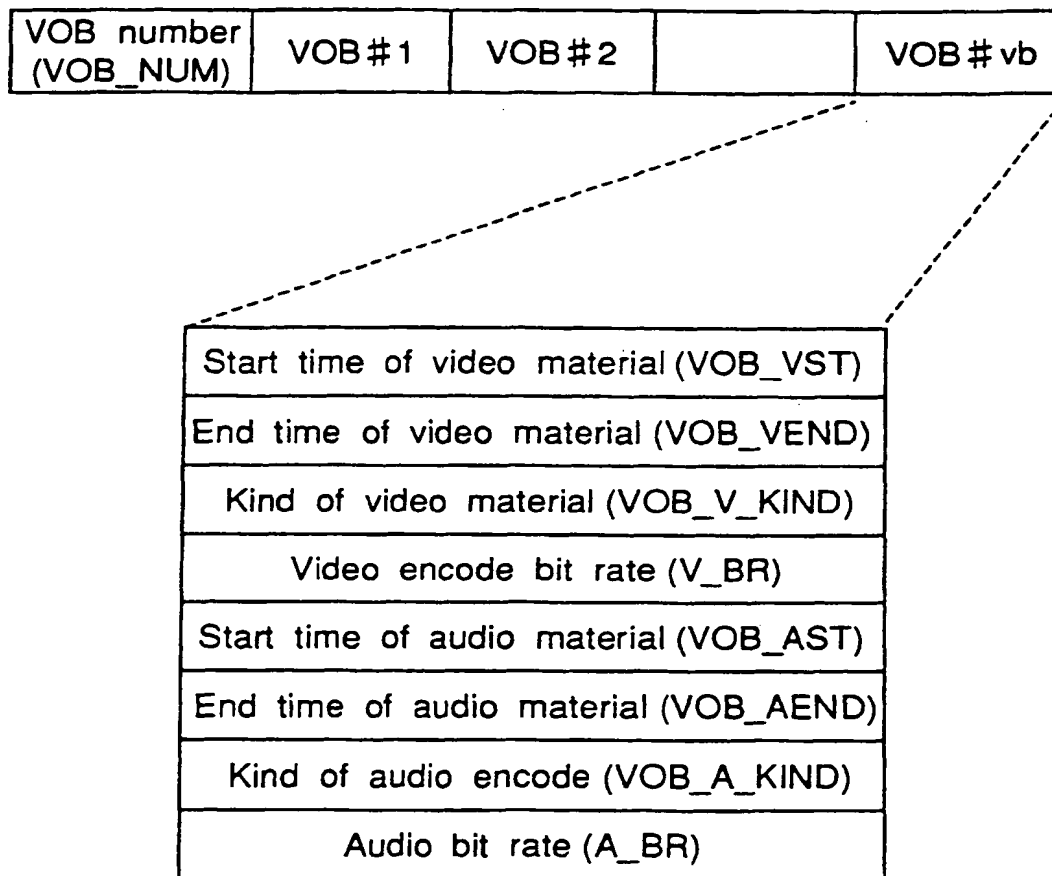 VOB number
(VOB_NUM)
VOB#1
VOB#2
VOB#vb
Start time of video material (VOB_VST)
End time of video material (VOB_VEND)
Kind of video material (VOB_V_KIND)
Video encode bit rate (V_BR)
Start time of audio material (VOB_AST)
End time of audio material (VOB_AEND)
Kind of audio encode (VOB_A_KIND)
Audio bit rate (A_BR)